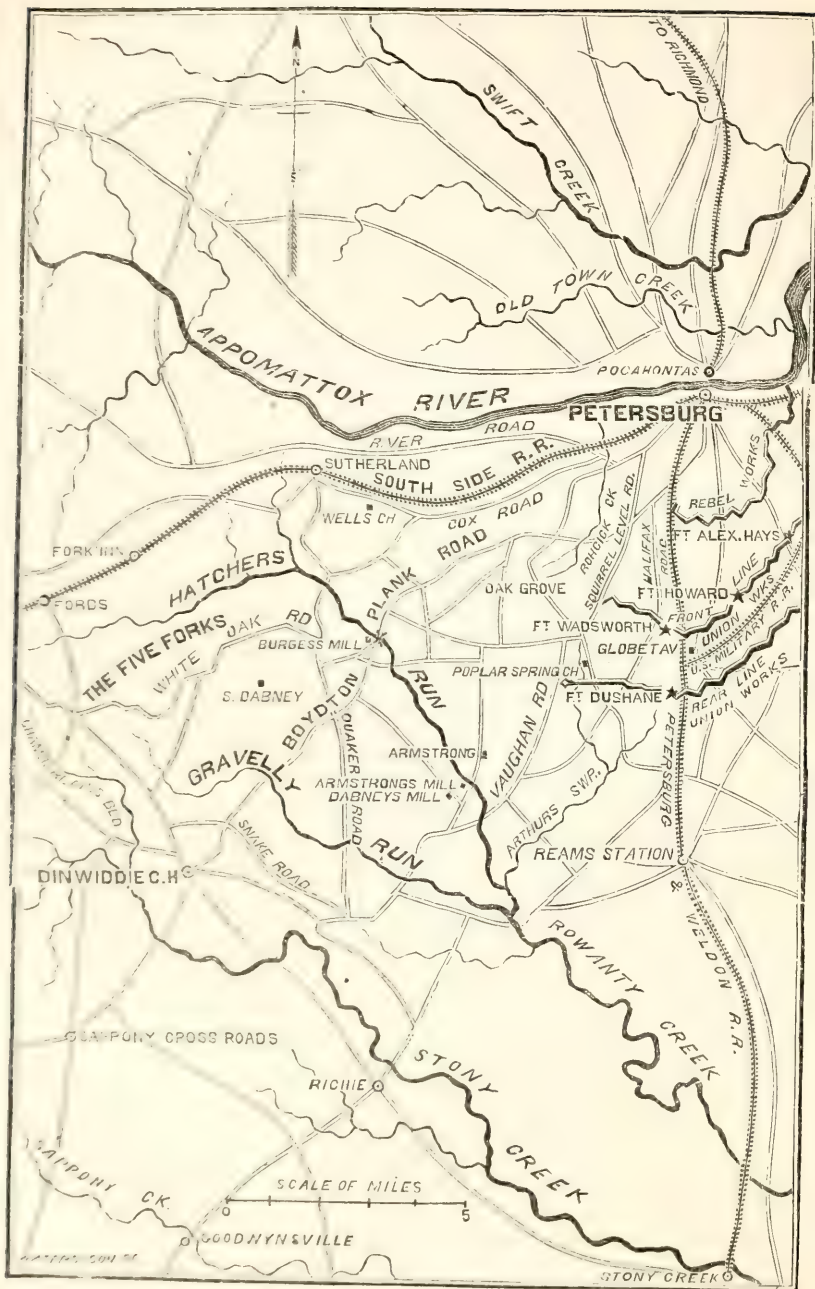 TO RICHMOND
N
SWIFT CREEK
S
OLD TOWN CREEK
APPOMATTOX RIVER
POCAHONTAS
PETERSBURG
RIVER ROAD
SUTHERLAND
SOUTH SIDE R.R.
WELLS CH
COX ROAD
ROHCICK CK
SQUIRREL LEVEL RD.
HALIFAX ROAD
REBEL WORKS
FT ALEX. HAYS
FORK INN
FORDS
HATCHERS RUN
PLANK ROAD
OAK GROVE
FT HOWARD
FRONT LINE
UNION WKS
U.S. MILITARY R.R.
FT WADSWORTH
GLOBE TAV
THE FIVE FORKS
WHITE OAK RD
BURGESS MILL
POPLAR SPRING CH
FT DUSHANE
REAR LINE
UNION WORKS
S. DABNEY
BOYDTON
QUAKER ROAD
VAUGHAN RD
ARMSTRONG
GRAVELLY RUN
ARMSTRONGS MILL
DABNEYS MILL
ARTHURS SWP.
PETERSBURG & WELDON R.R.
REAMS STATION
SNAKE ROAD
DINWIDDIE C.H
ROWANTY CREEK
CROSS ROADS
STONY CREEK
RICHIE
SCALE OF MILES
0 5
SAPPONY CK.
GOODWYNSVILLE
STONY CREEK